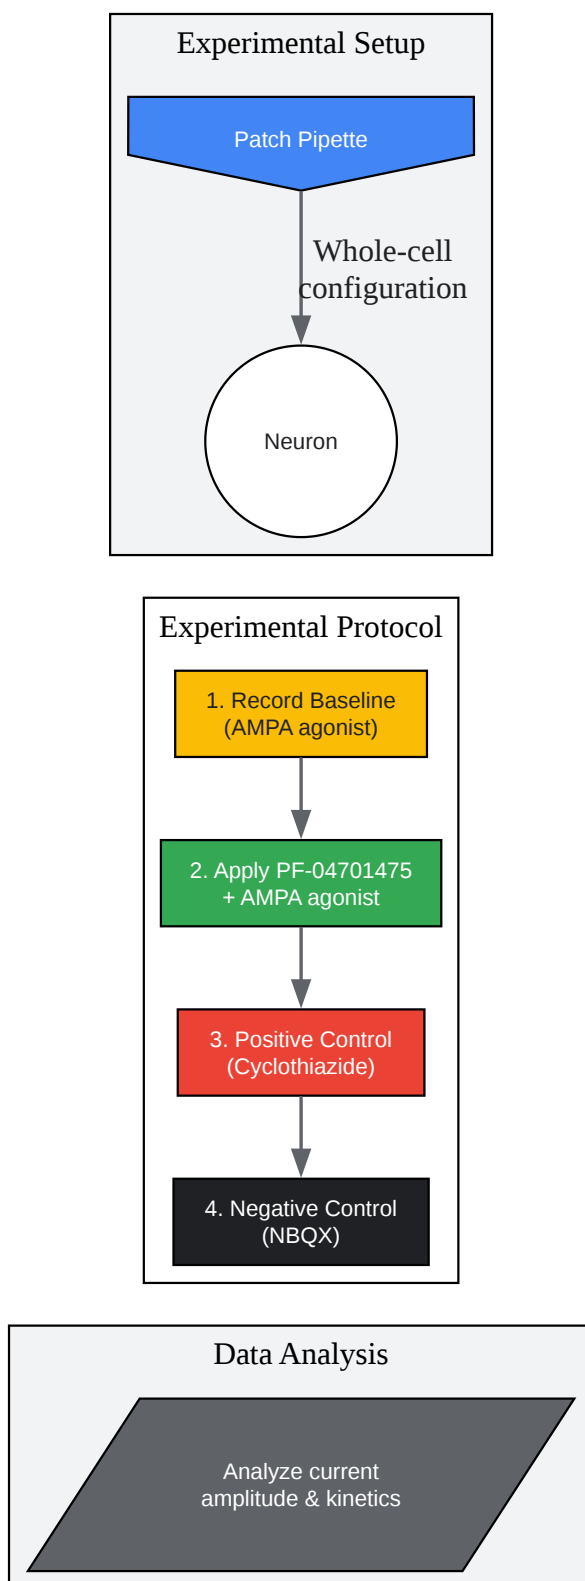 Experimental Setup
Patch Pipette
Whole-cell
configuration
Neuron
Experimental Protocol
1. Record Baseline
(AMPA agonist)
2. Apply PF-04701475
+ AMPA agonist
3. Positive Control
(Cyclothiazide)
4. Negative Control
(NBQX)
Data Analysis
Analyze current
amplitude & kinetics